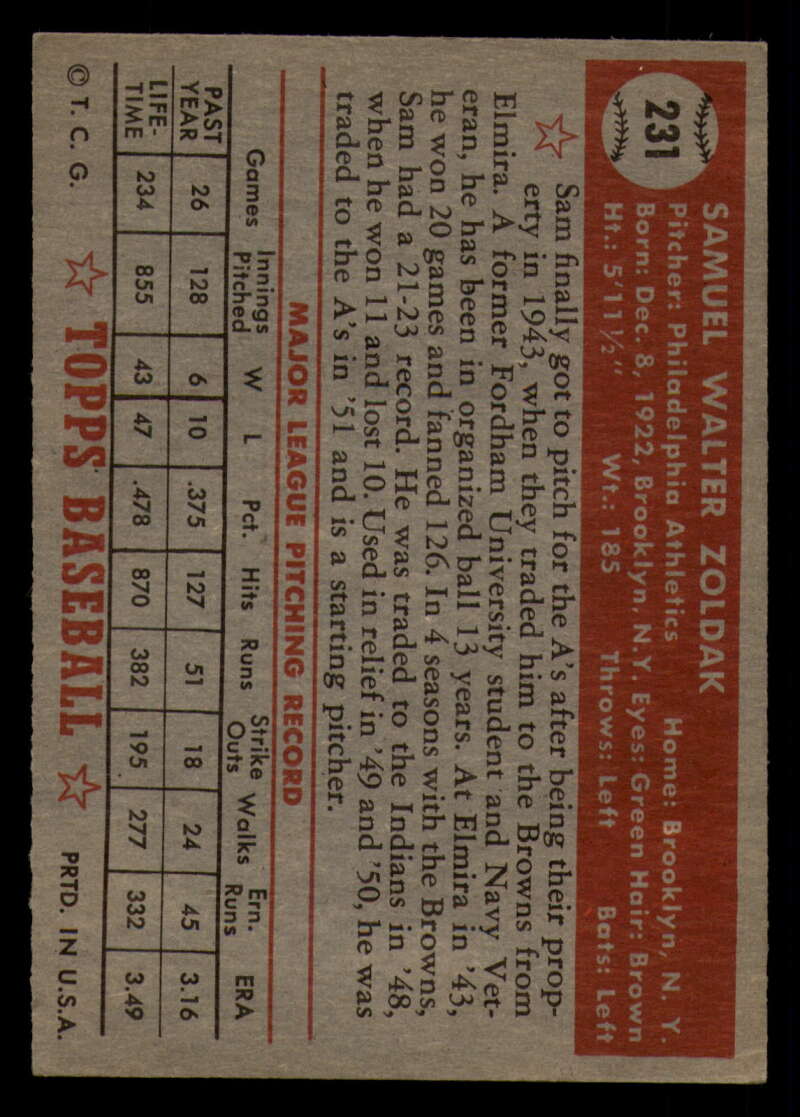 231
SAMUEL WALTER ZOLDAK
Pitcher: Philadelphia Athletics Home: Brooklyn, N. Y.
Born: Dec. 8, 1922, Brooklyn, N.Y. Eyes: Green Hair: Brown
Ht.: 5'11½" Wt.: 185 Throws: Left Bats: Left
Sam finally got to pitch for the A's after being their prop-
erty in 1943, when they traded him to the Browns from
Elmira. A former Fordham University student and Navy Vet-
eran, he has been in organized ball 13 years. At Elmira in '43,
he won 20 games and fanned 126. In 4 seasons with the Browns,
Sam had a 21-23 record. He was traded to the Indians in '48,
when he won 11 and lost 10. Used in relief in '49 and '50, he was
traded to the A's in '51 and is a starting pitcher.
MAJOR LEAGUE PITCHING RECORD
Games Innings Pitched W L Pct. Hits Runs Strike Outs Walks Ern. Runs ERA
PAST YEAR 26 128 6 10 .375 127 51 18 24 45 3.16
LIFE-TIME 234 855 43 47 .478 870 382 195 277 332 3.49
© T. C. G. TOPPS BASEBALL PRTD. IN U.S.A.